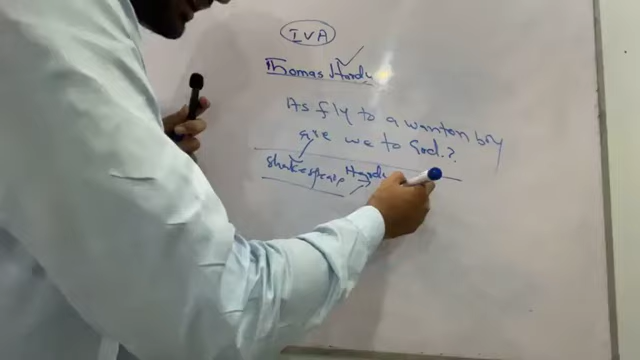 IVA
Thomas Hardy
As fly to a wanton boy
are we to God.?
Shakespeare, Hardy